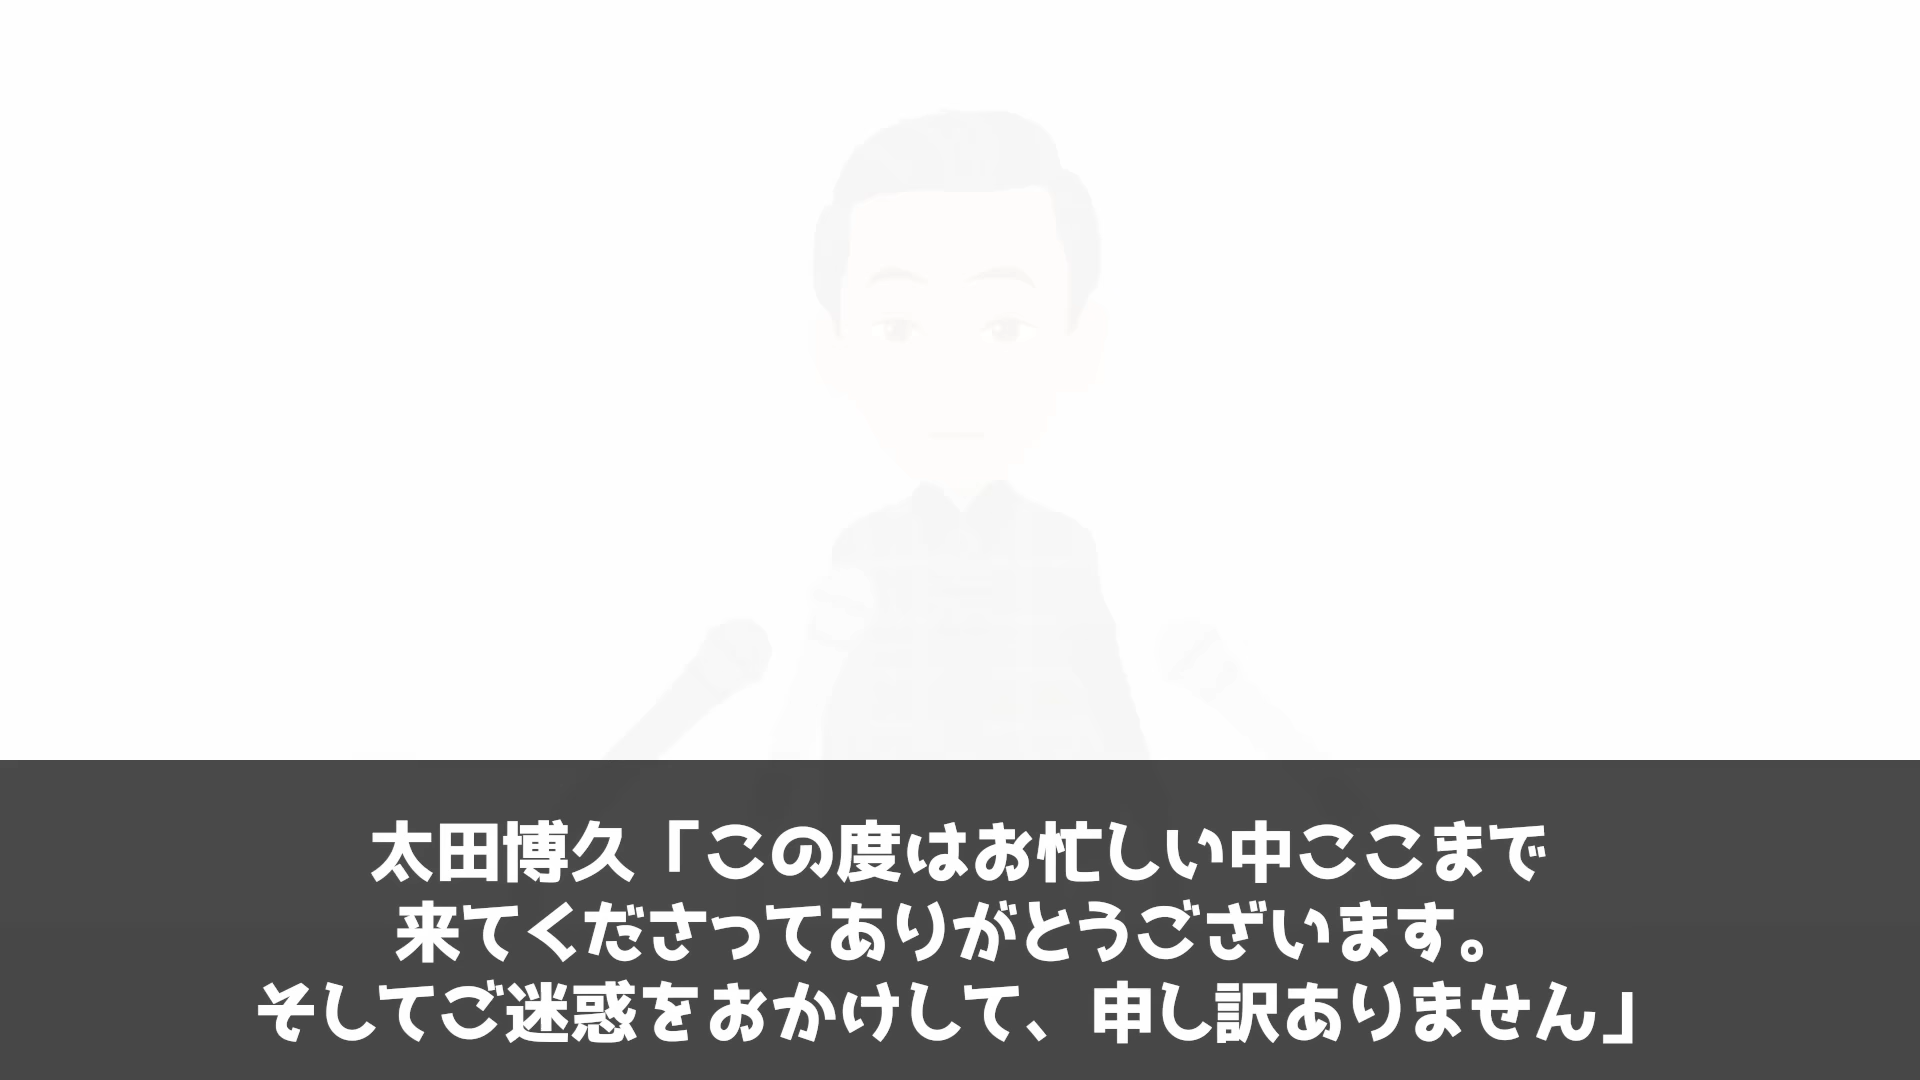 太田博久「この度はお忙しい中ここまで
来てくださってありがとうございます。
そしてご迷惑をおかけして、申し訳ありません」